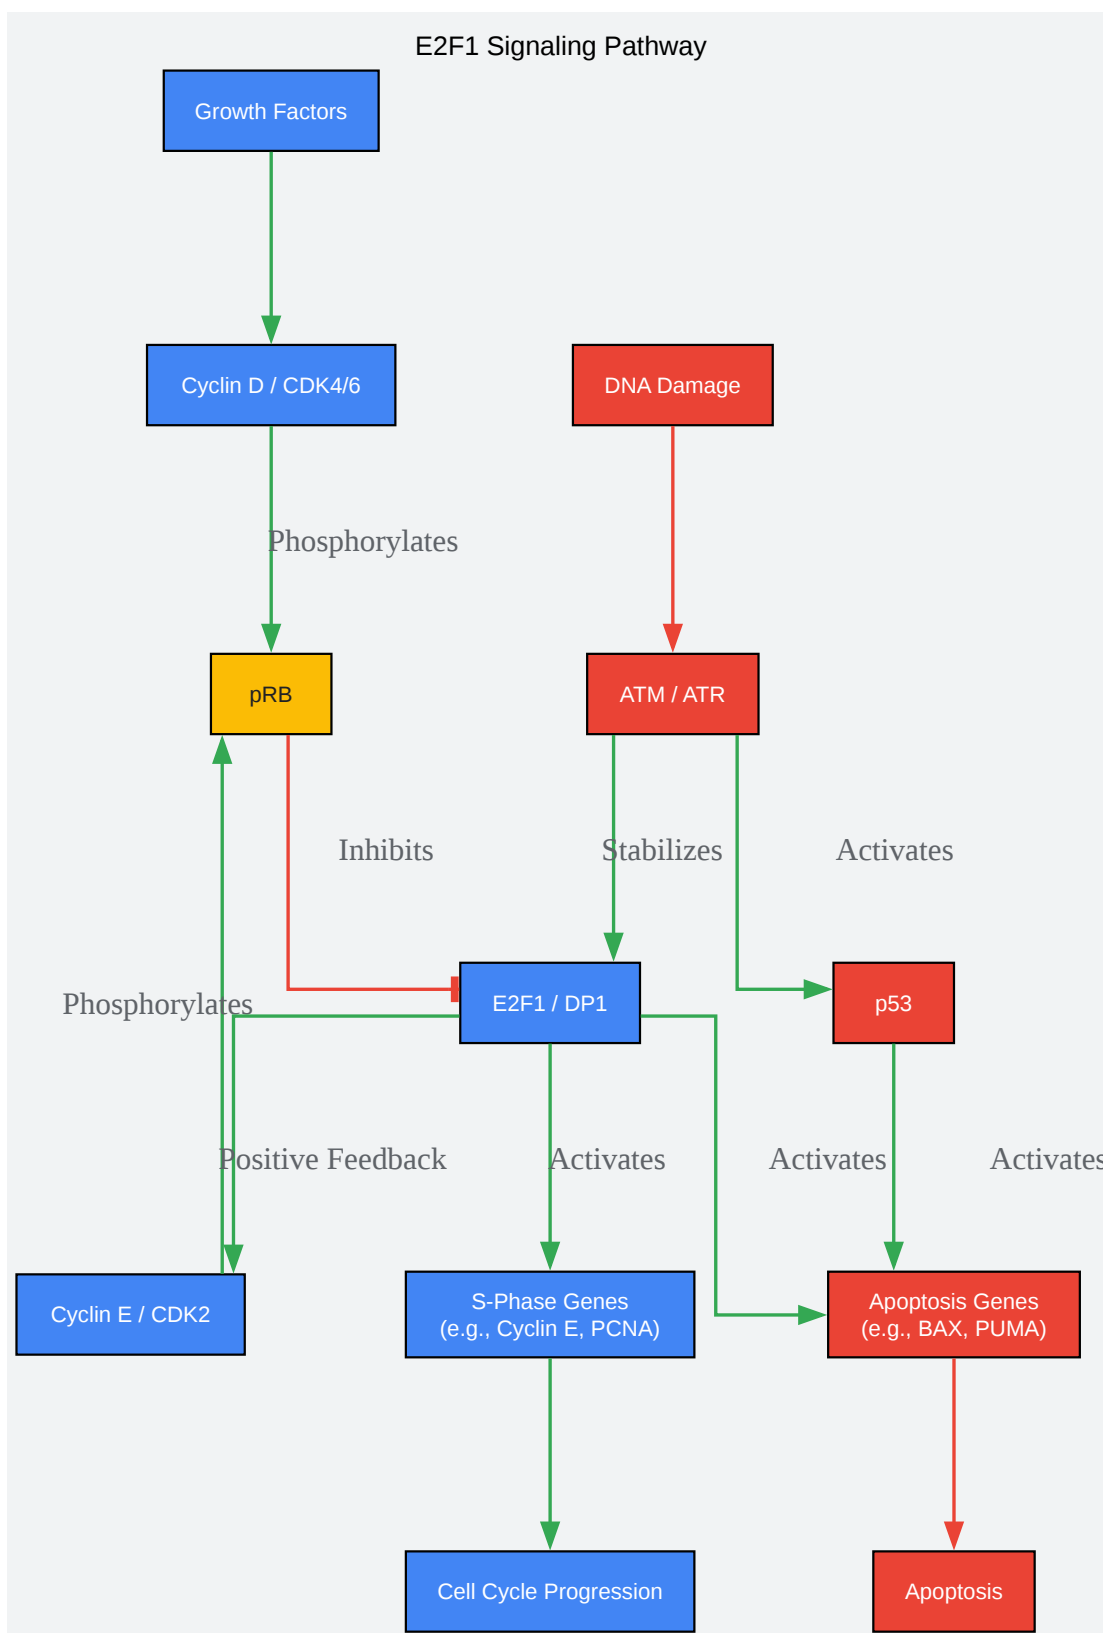 E2F1 Signaling Pathway
Growth Factors
Cyclin D / CDK4/6
DNA Damage
Phosphorylates
pRB
ATM / ATR
Inhibits
Stabilizes
Activates
Phosphorylates
E2F1 / DP1
p53
Positive Feedback
Activates
Activates
Activates
Cyclin E / CDK2
S-Phase Genes
(e.g., Cyclin E, PCNA)
Apoptosis Genes
(e.g., BAX, PUMA)
Cell Cycle Progression
Apoptosis